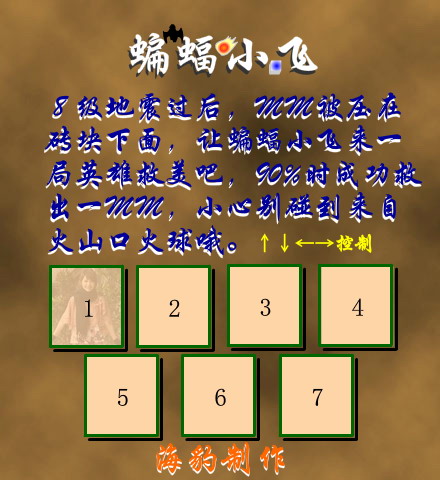 蝙蝠小飞
8级地震过后，MM被压在
砖块下面，让蝙蝠小飞来一
局英雄救美吧，90%时成功救
出一MM，小心别碰到来自
火山口火球哦。↑↓←→控制
1 2 3 4
5 6 7
海豹制作